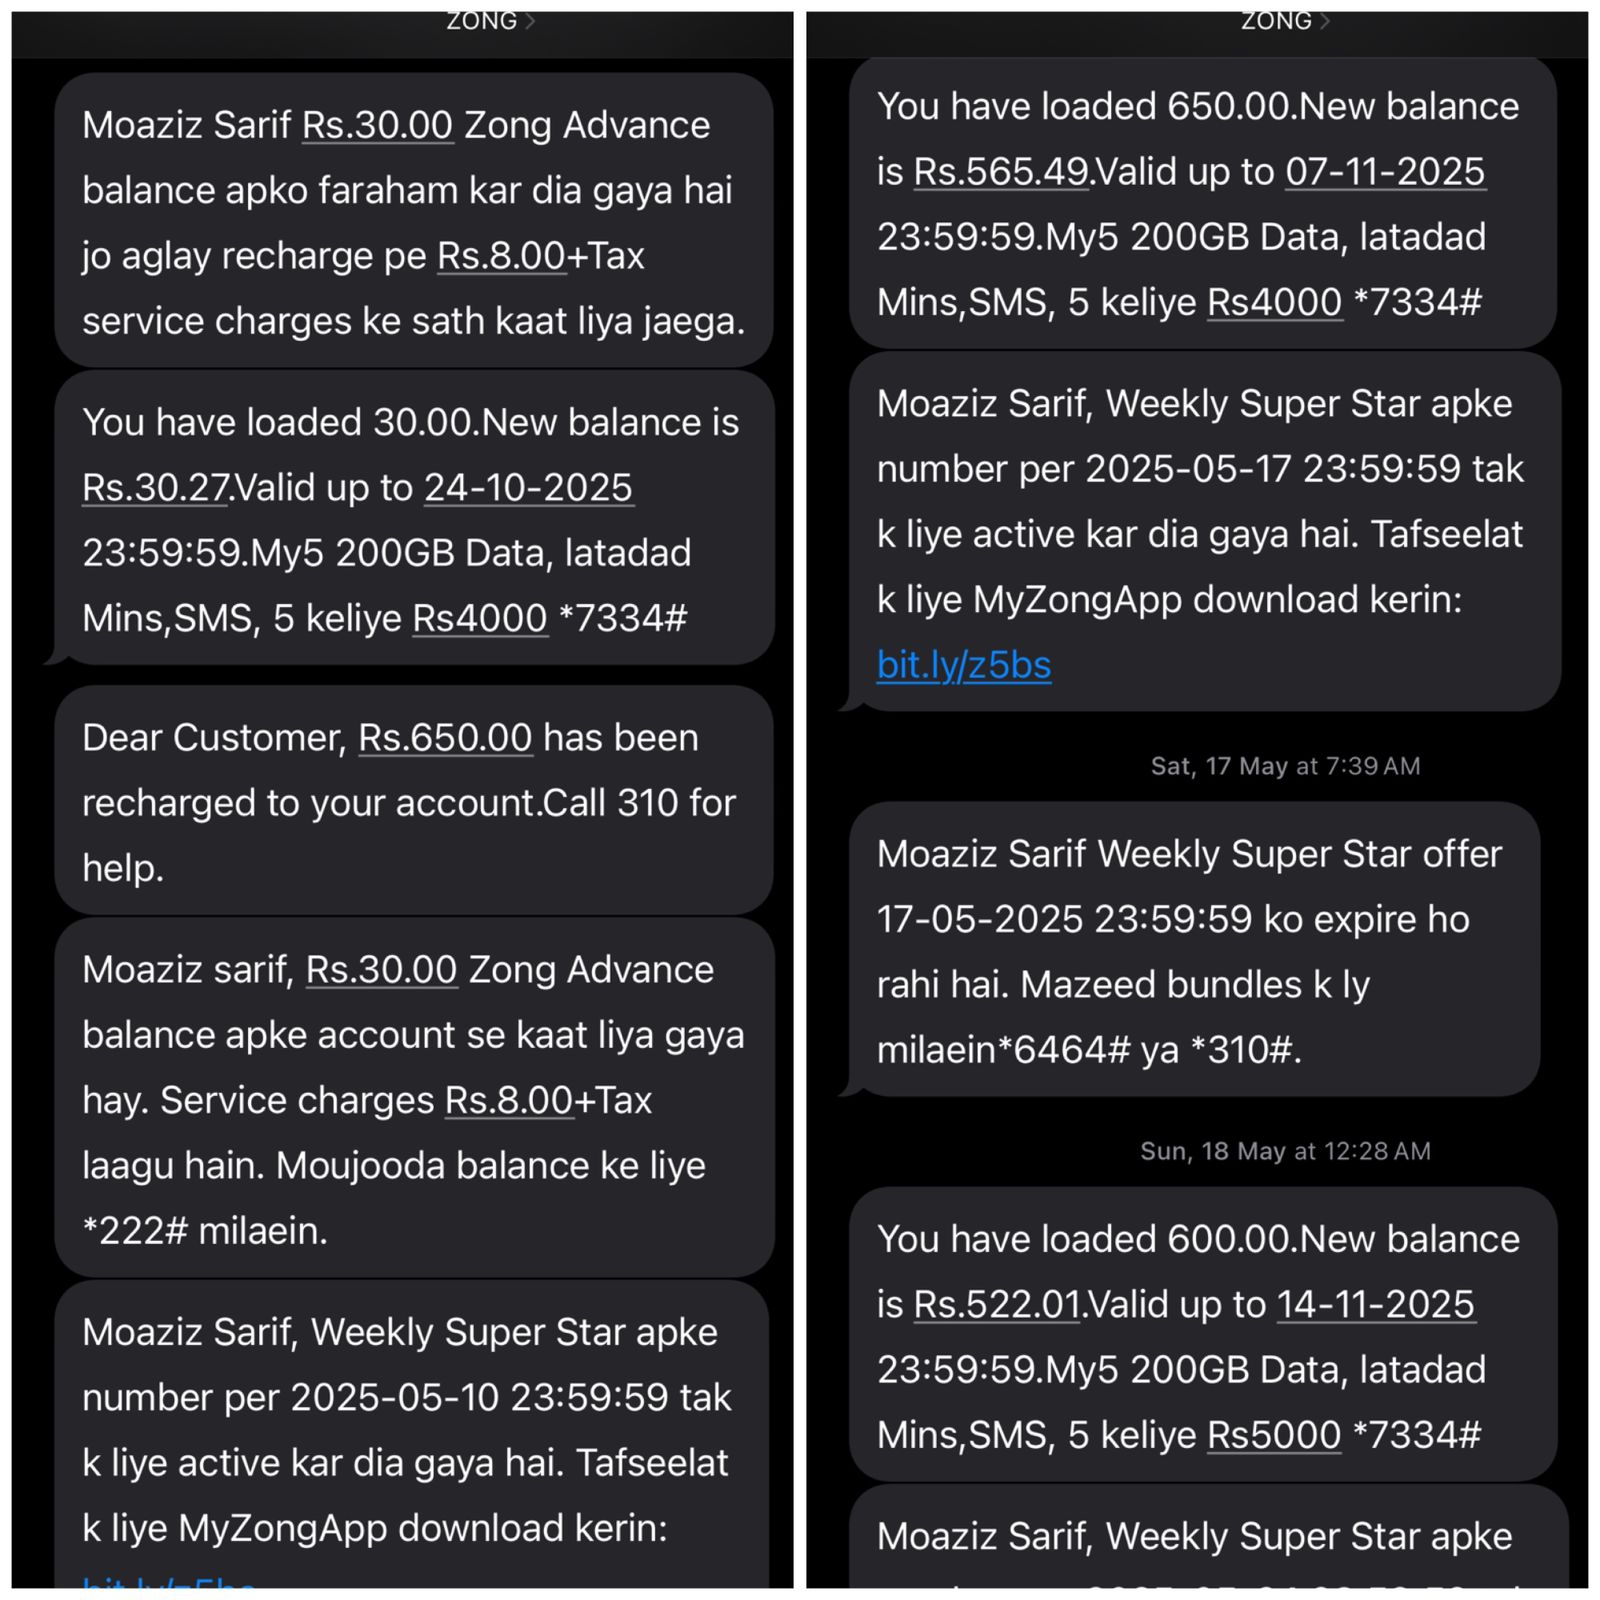 ZONG >
Moaziz Sarif Rs.30.00 Zong Advance
balance apko faraham kar dia gaya hai
jo aglay recharge pe Rs.8.00+Tax
service charges ke sath kaat liya jaega.
You have loaded 30.00.New balance is
Rs.30.27.Valid up to 24-10-2025
23:59:59.My5 200GB Data, latadad
Mins,SMS, 5 keliye Rs4000 *7334#
Dear Customer, Rs.650.00 has been
recharged to your account.Call 310 for
help.
Moaziz sarif, Rs.30.00 Zong Advance
balance apke account se kaat liya gaya
hay. Service charges Rs.8.00+Tax
laagu hain. Moujooda balance ke liye
*222# milaein.
Moaziz Sarif, Weekly Super Star apke
number per 2025-05-10 23:59:59 tak
k liye active kar dia gaya hai. Tafseelat
k liye MyZongApp download kerin:
bit.ly/z5bs
ZONG >
You have loaded 650.00.New balance
is Rs.565.49.Valid up to 07-11-2025
23:59:59.My5 200GB Data, latadad
Mins,SMS, 5 keliye Rs4000 *7334#
Moaziz Sarif, Weekly Super Star apke
number per 2025-05-17 23:59:59 tak
k liye active kar dia gaya hai. Tafseelat
k liye MyZongApp download kerin:
bit.ly/z5bs
Sat, 17 May at 7:39 AM
Moaziz Sarif Weekly Super Star offer
17-05-2025 23:59:59 ko expire ho
rahi hai. Mazeed bundles k ly
milaein*6464# ya *310#.
Sun, 18 May at 12:28 AM
You have loaded 600.00.New balance
is Rs.522.01.Valid up to 14-11-2025
23:59:59.My5 200GB Data, latadad
Mins,SMS, 5 keliye Rs5000 *7334#
Moaziz Sarif, Weekly Super Star apke